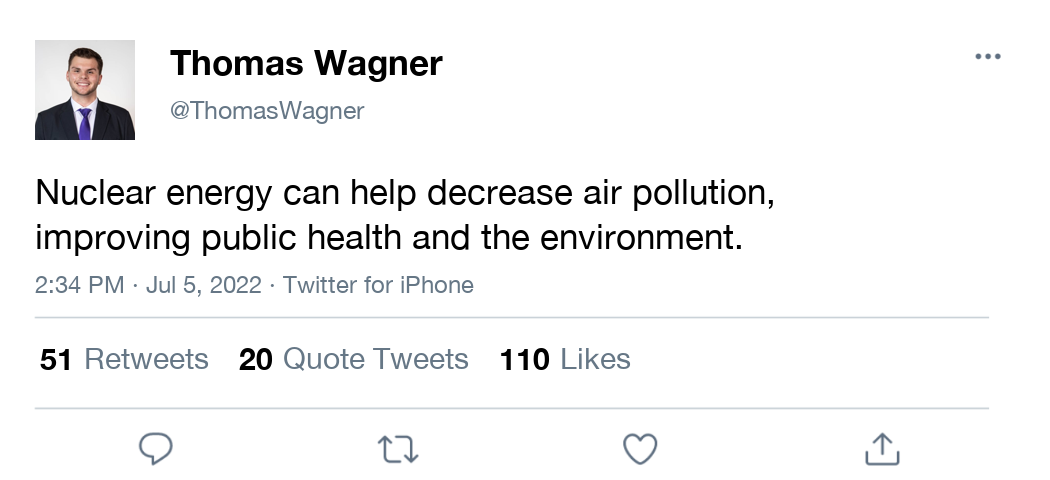 Thomas Wagner
@ThomasWagner
Nuclear energy can help decrease air pollution,
improving public health and the environment.
2:34 PM · Jul 5, 2022 · Twitter for iPhone
51 Retweets 20 Quote Tweets 110 Likes